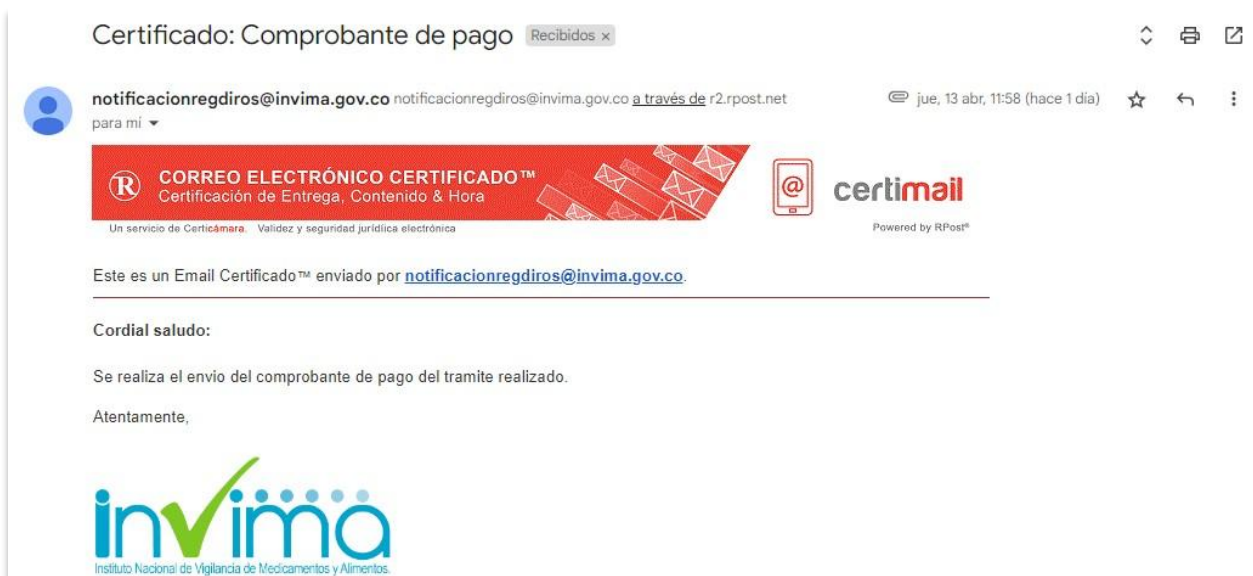 Certificado: Comprobante de pago Recibidos x
notificacionregdiros@invima.gov.co notificacionregdiros@invima.gov.co a través de r2.rpost.net jue, 13 abr, 11:58 (hace 1 día)
para mí
® CORREO ELECTRÓNICO CERTIFICADO™
Certificación de Entrega, Contenido & Hora
@ certimail
Un servicio de Certicámara. Validez y seguridad jurídica electrónica
Powered by RPost®
Este es un Email Certificado™ enviado por notificacionregdiros@invima.gov.co.
Cordial saludo:
Se realiza el envio del comprobante de pago del tramite realizado.
Atentamente,
invima
Instituto Nacional de Vigilancia de Medicamentos y Alimentos.